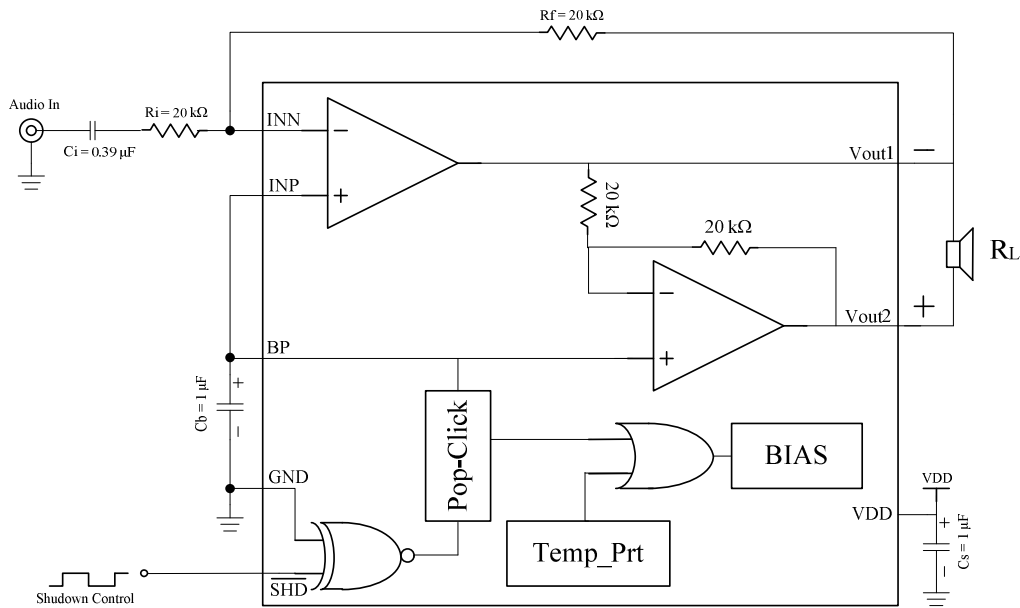 Rf = 20 kΩ
Audio In
Ri = 20 kΩ
Ci = 0.39 μF
INN
−
INP
+
Vout1
−
20 kΩ
20 kΩ
RL
−
Vout2
+
BP
+
Cb = 1 μF
+
−
Pop-Click
BIAS
GND
VDD
VDD
+
Cs = 1 μF
−
Temp_Prt
SHD
Shudown Control